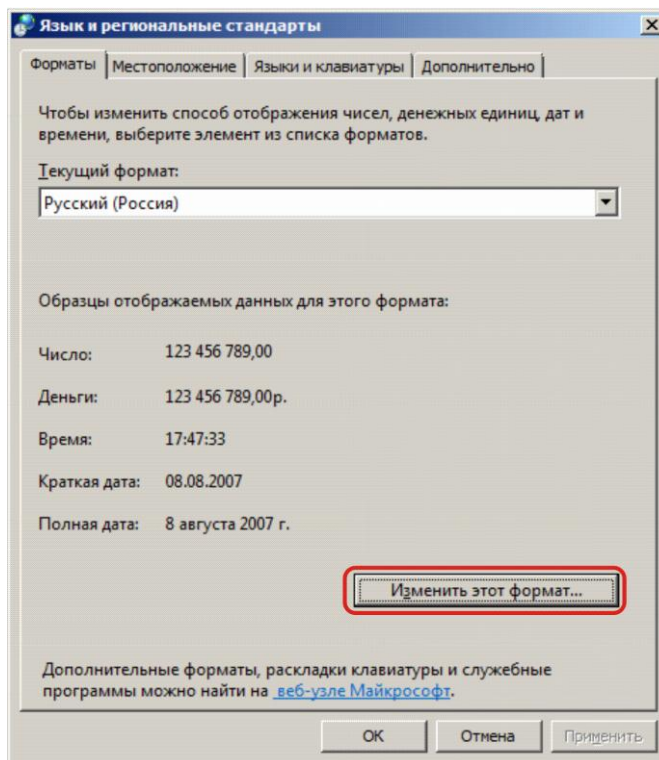 Язык и региональные стандарты
Форматы Местоположение Языки и клавиатуры Дополнительно
Чтобы изменить способ отображения чисел, денежных единиц, дат и
времени, выберите элемент из списка форматов.
Текущий формат:
Русский (Россия)
Образцы отображаемых данных для этого формата:
Число: 123 456 789,00
Деньги: 123 456 789,00р.
Время: 17:47:33
Краткая дата: 08.08.2007
Полная дата: 8 августа 2007 г.
Изменить этот формат...
Дополнительные форматы, раскладки клавиатуры и служебные
программы можно найти на веб-узле Майкрософт.
ОК Отмена Применить